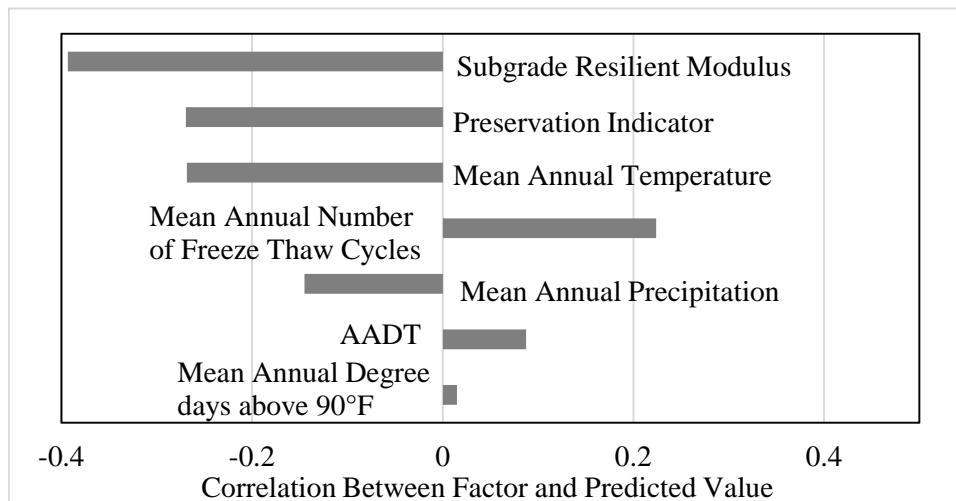 Subgrade Resilient Modulus
Preservation Indicator
Mean Annual Temperature
Mean Annual Number
of Freeze Thaw Cycles
Mean Annual Precipitation
AADT
Mean Annual Degree
days above 90°F
-0.4 -0.2 0 0.2 0.4
Correlation Between Factor and Predicted Value